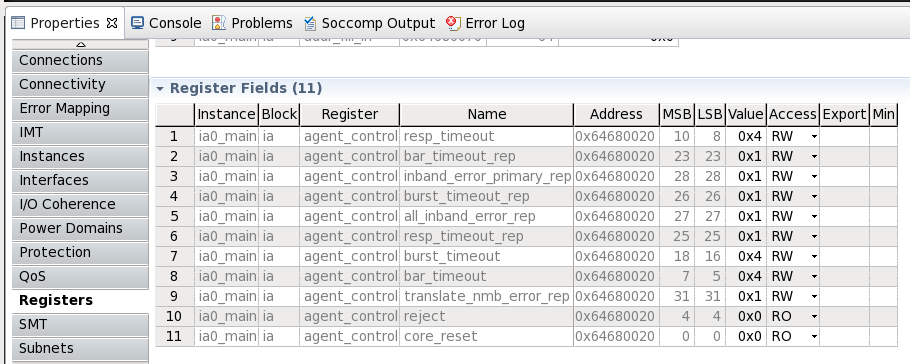 Properties Console Problems Soccomp Output Error Log
Connections
Connectivity
Error Mapping
IMT
Instances
Interfaces
I/O Coherence
Power Domains
Protection
QoS
Registers
SMT
Subnets
Register Fields (11)
Instance Block Register Name Address MSB LSB Value Access Export Min
1 ia0_main ia agent_control resp_timeout 0x64680020 10 8 0x4 RW
2 ia0_main ia agent_control bar_timeout_rep 0x64680020 23 23 0x1 RW
3 ia0_main ia agent_control inband_error_primary_rep 0x64680020 28 28 0x1 RW
4 ia0_main ia agent_control burst_timeout_rep 0x64680020 26 26 0x1 RW
5 ia0_main ia agent_control all_inband_error_rep 0x64680020 27 27 0x1 RW
6 ia0_main ia agent_control resp_timeout_rep 0x64680020 25 25 0x1 RW
7 ia0_main ia agent_control burst_timeout 0x64680020 18 16 0x4 RW
8 ia0_main ia agent_control bar_timeout 0x64680020 7 5 0x4 RW
9 ia0_main ia agent_control translate_nmb_error_rep 0x64680020 31 31 0x1 RW
10 ia0_main ia agent_control reject 0x64680020 4 4 0x0 RO
11 ia0_main ia agent_control core_reset 0x64680020 0 0 0x0 RO